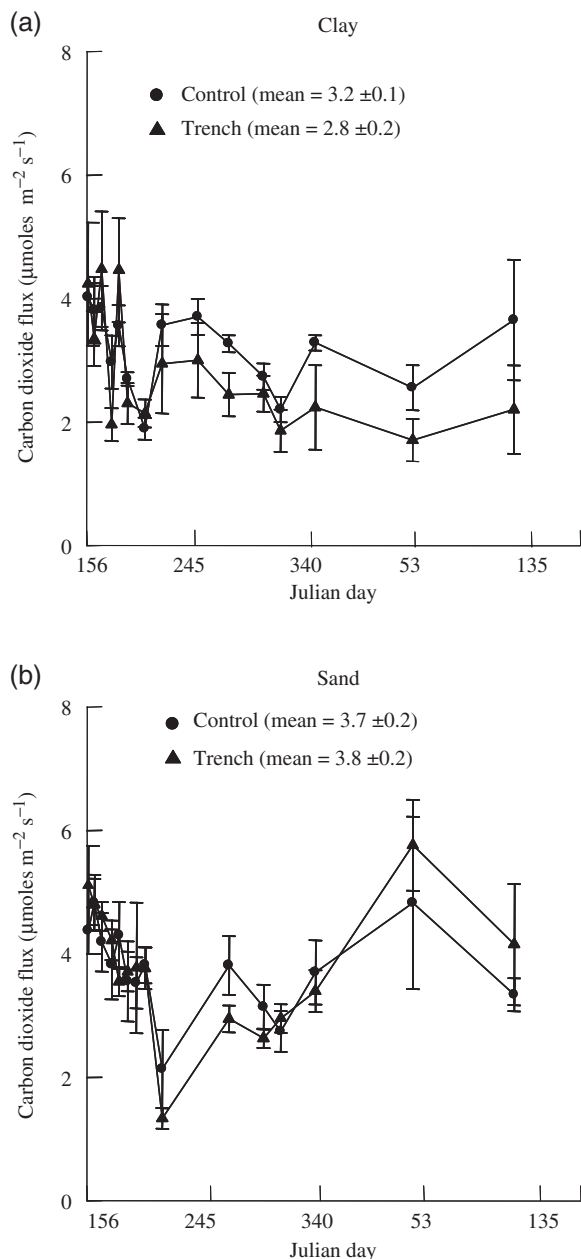 (a)
Clay
8
6
4
2
0
Control (mean = 3.2 ±0.1)
Trench (mean = 2.8 ±0.2)
Carbon dioxide flux (µmoles m⁻² s⁻¹)
156 245 340 53 135
Julian day
(b)
Sand
8
6
4
2
0
Control (mean = 3.7 ±0.2)
Trench (mean = 3.8 ±0.2)
Carbon dioxide flux (µmoles m⁻² s⁻¹)
156 245 340 53 135
Julian day